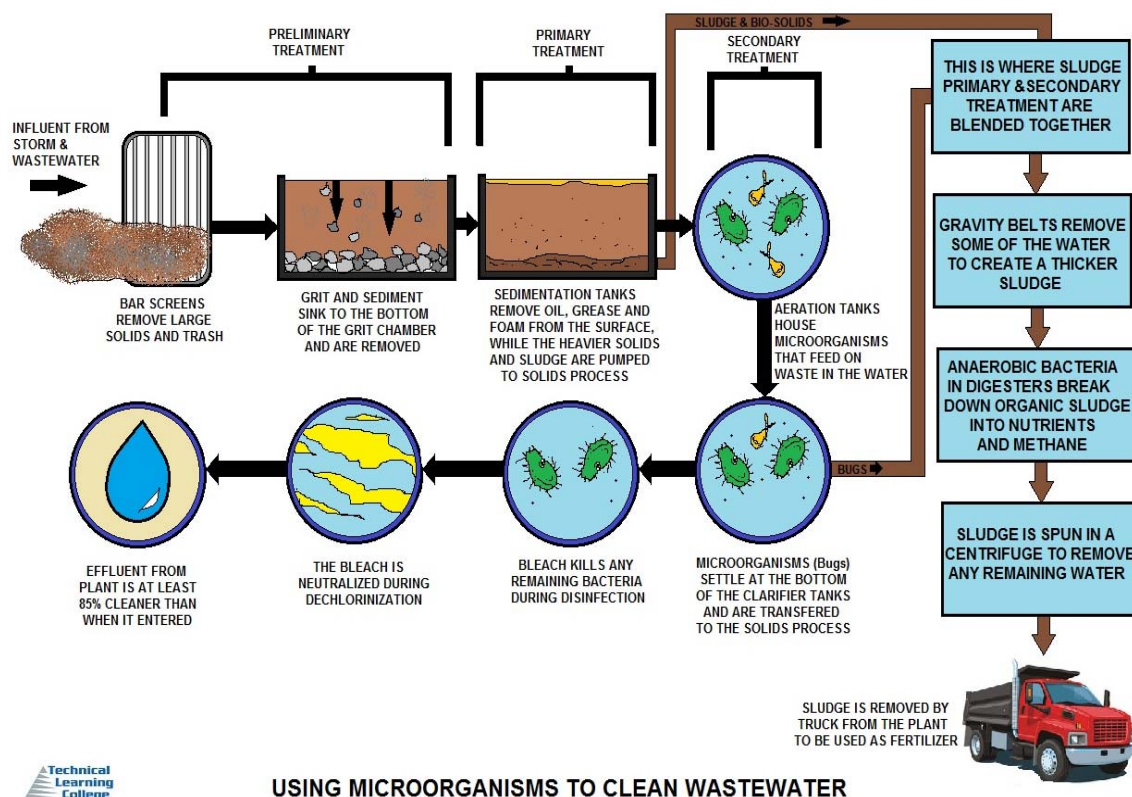 PRELIMINARY
TREATMENT
PRIMARY
TREATMENT
SECONDARY
TREATMENT
SLUDGE & BIO-SOLIDS
INFLUENT FROM
STORM &
WASTEWATER
BAR SCREENS
REMOVE LARGE
SOLIDS AND TRASH
GRIT AND SEDIMENT
SINK TO THE BOTTOM
OF THE GRIT CHAMBER
AND ARE REMOVED
SEDIMENTATION TANKS
REMOVE OIL, GREASE AND
FOAM FROM THE SURFACE,
WHILE THE HEAVIER SOLIDS
AND SLUDGE ARE PUMPED
TO SOLIDS PROCESS
AERATION TANKS
HOUSE
MICROORGANISMS
THAT FEED ON
WASTE IN THE WATER
THIS IS WHERE SLUDGE
PRIMARY &SECONDARY
TREATMENT ARE
BLENDED TOGETHER
GRAVITY BELTS REMOVE
SOME OF THE WATER
TO CREATE A THICKER
SLUDGE
ANAEROBIC BACTERIA
IN DIGESTERS BREAK
DOWN ORGANIC SLUDGE
INTO NUTRIENTS
AND METHANE
SLUDGE IS SPUN IN A
CENTRIFUGE TO REMOVE
ANY REMAINING WATER
BUGS
EFFLUENT FROM
PLANT IS AT LEAST
85% CLEANER THAN
WHEN IT ENTERED
THE BLEACH IS
NEUTRALIZED DURING
DECHLORINIZATION
BLEACH KILLS ANY
REMAINING BACTERIA
DURING DISINFECTION
MICROORGANISMS (Bugs)
SETTLE AT THE BOTTOM
OF THE CLARIFIER TANKS
AND ARE TRANSFERED
TO THE SOLIDS PROCESS
SLUDGE IS REMOVED BY
TRUCK FROM THE PLANT
TO BE USED AS FERTILIZER
Technical
Learning
College
USING MICROORGANISMS TO CLEAN WASTEWATER